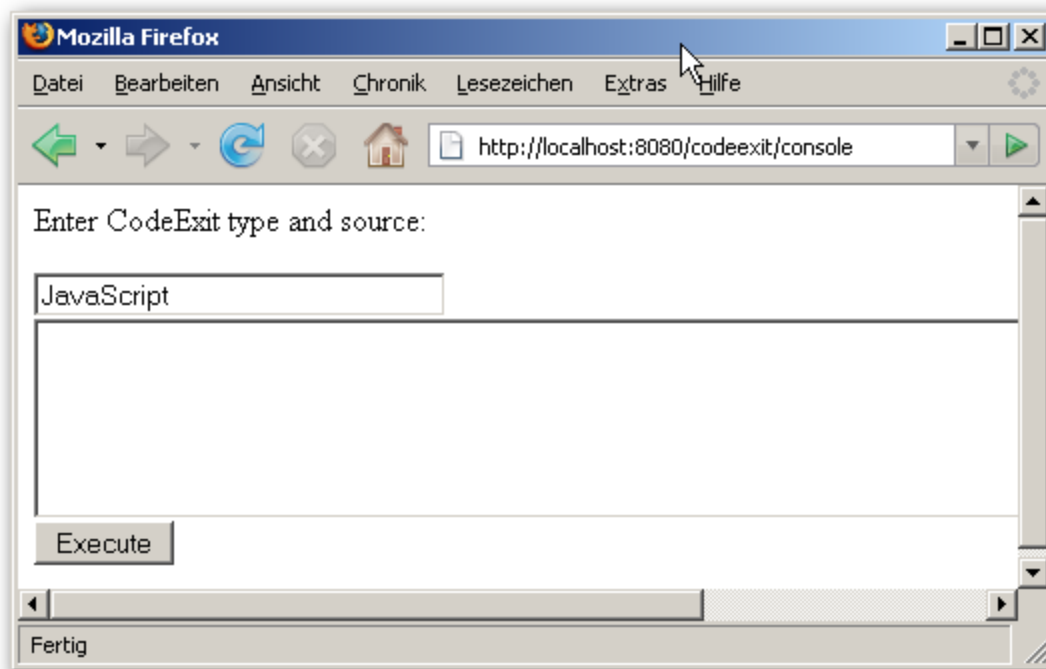 Mozilla Firefox
Datei Bearbeiten Ansicht Chronik Lesezeichen Extras Hilfe
http://localhost:8080/codeexit/console
Enter CodeExit type and source:
JavaScript
Execute
Fertig